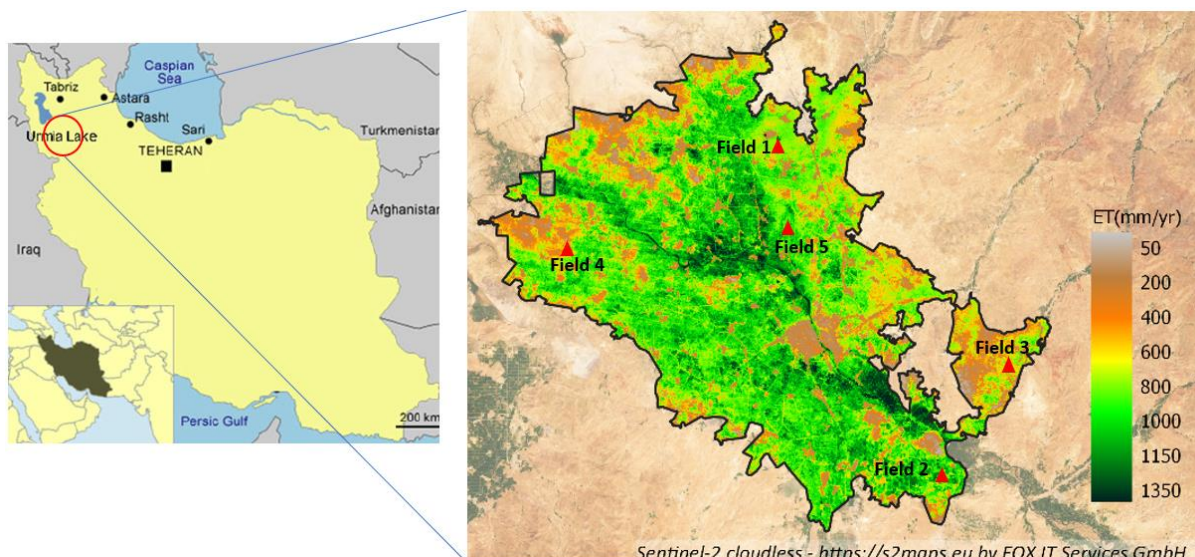 Caspian
Sea
Tabriz
Astara
Rasht
Urmia Lake
Sari
TEHERAN
Turkmenistan
Afghanistan
Iraq
Persic Gulf
200 km
Field 1
Field 5
Field 4
Field 3
Field 2
ET(mm/yr)
50
200
400
600
800
1000
1150
1350
Sentinel-2 cloudless - https://s2maps.eu by EOX IT Services GmbH